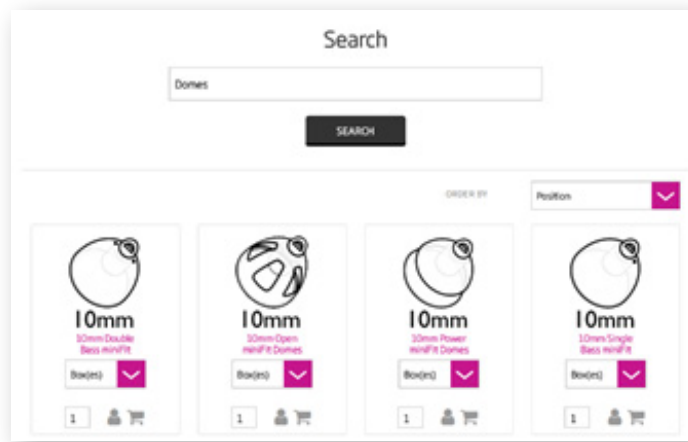 Search
Domes
SEARCH
ORDER BY
Position
10mm
10mm Double
Bass miniFit
Box(es)
1
10mm
10mm Open
miniFit Domes
Box(es)
1
10mm
10mm Power
miniFit Domes
Box(es)
1
10mm
10mm Single
Bass miniFit
Box(es)
1